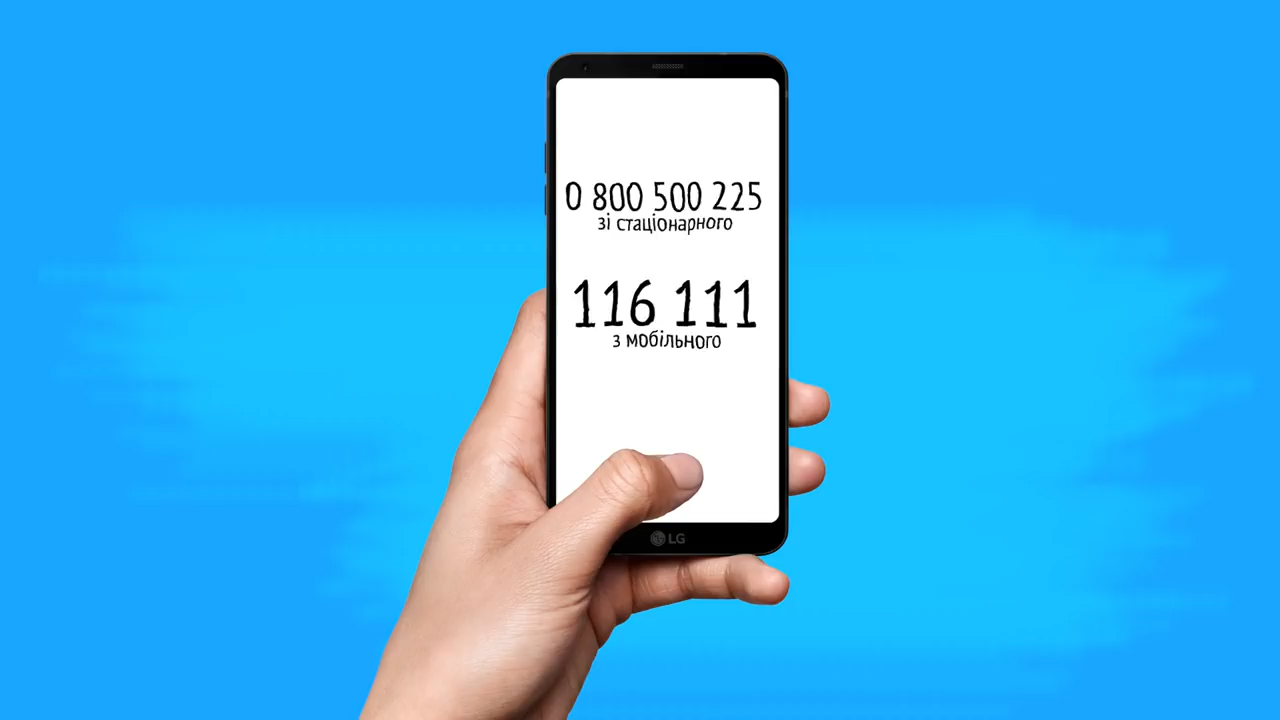 0 800 500 225
зі стаціонарного
116 111
з мобільного
LG